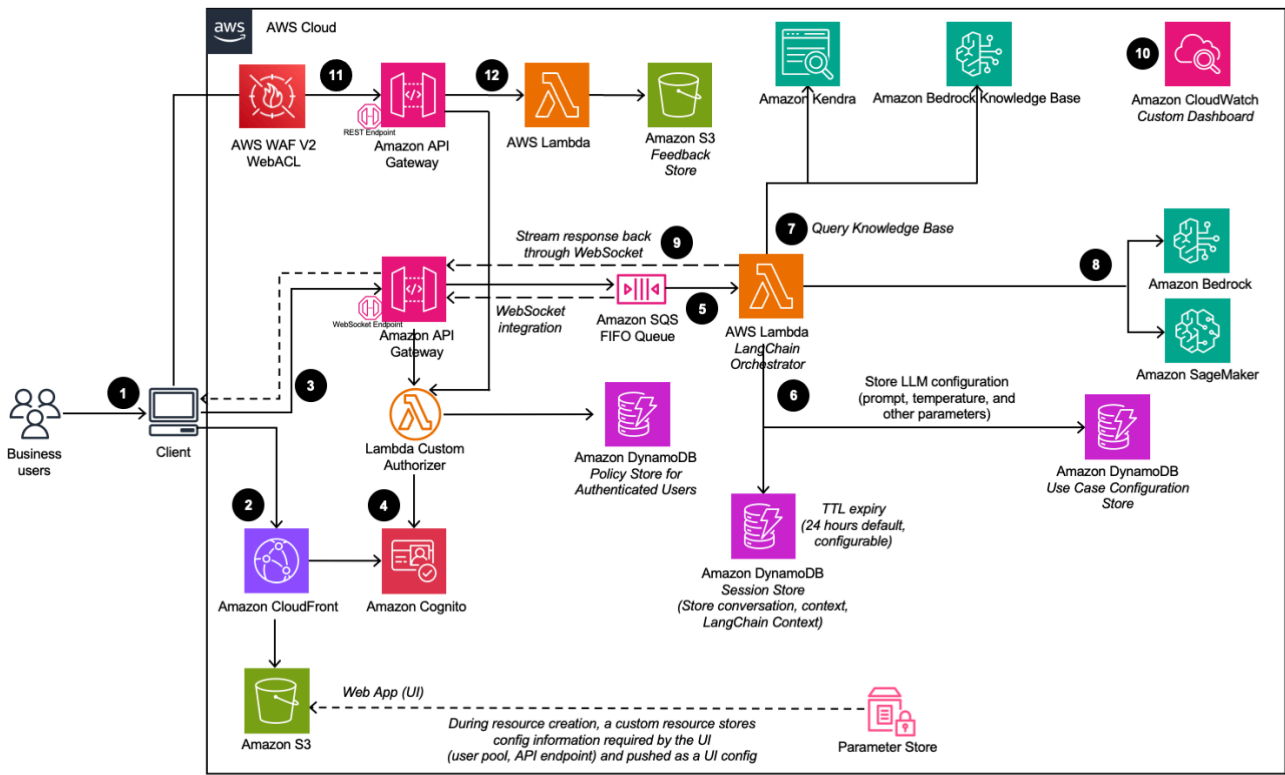 aws
AWS Cloud
11
12
10
AWS WAF V2
WebACL
REST Endpoint
Amazon API
Gateway
AWS Lambda
Amazon S3
Feedback
Store
Amazon Kendra
Amazon Bedrock Knowledge Base
Amazon CloudWatch
Custom Dashboard
7
Query Knowledge Base
Stream response back
through WebSocket
9
8
Amazon Bedrock
Amazon SageMaker
WebSocket Endpoint
Amazon API
Gateway
WebSocket
integration
Amazon SQS
FIFO Queue
5
AWS Lambda
LangChain
Orchestrator
1
3
Business
users
Client
Lambda Custom
Authorizer
Amazon DynamoDB
Policy Store for
Authenticated Users
6
Store LLM configuration
(prompt, temperature, and
other parameters)
Amazon DynamoDB
Use Case Configuration
Store
2
4
Amazon CloudFront
Amazon Cognito
TTL expiry
(24 hours default,
configurable)
Amazon DynamoDB
Session Store
(Store conversation, context,
LangChain Context)
Amazon S3
Web App (UI)
During resource creation, a custom resource stores
config information required by the UI
(user pool, API endpoint) and pushed as a UI config
Parameter Store